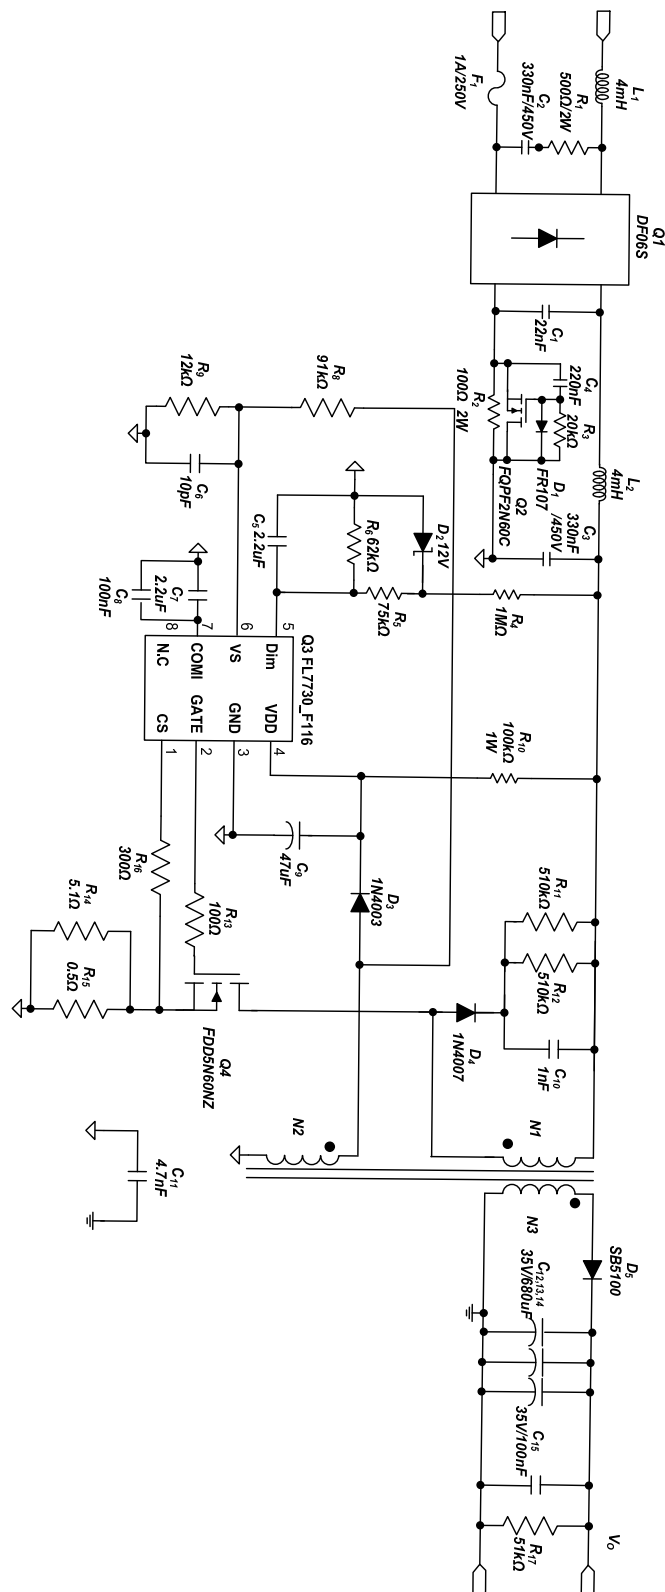 L1
4mH
R1
500Ω/2W
C2
330nF/450V
F1
1A/250V
Q1
DF06S
C1
22nF
C4
220nF
R3
20kΩ
D1
FR107
Q2
FQPF2N60C
R2
100Ω 2W
L2
4mH
C3
330nF
/450V
R8
91kΩ
R9
12kΩ
C6
10pF
D2 12V
R6 62kΩ
C5 2.2uF
R5
75kΩ
R4
1MΩ
C7
2.2uF
C8
100nF
Q3 FL7730_F116
5
6
7
8
Dim
VS
COMI
N.C
VDD
GND
GATE
CS
4
3
2
1
R10
100kΩ
1W
C9
47uF
D3
1N4003
R16
300Ω
R13
100Ω
R14
5.1Ω
R15
0.5Ω
Q4
FDD5N60NZ
R11
510kΩ
R12
510kΩ
C10
1nF
D4
1N4007
N1
N2
N3
C11
4.7nF
D5
SB5100
C12,13,14
35V/680uF
C15
35V/100nF
R17
51kΩ
VO